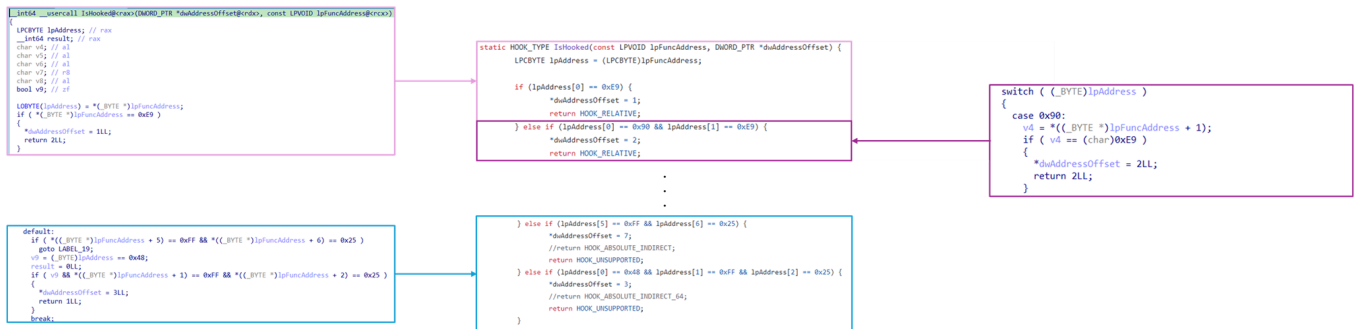 __int64 __usercall IsHooked@<rax>(DWORD_PTR *dwAddressOffset@<rdx>, const LPVOID lpFuncAddress@<rcx>)
{
LPCBYTE lpAddress; // rax
__int64 result; // rax
char v4; // al
char v5; // al
char v6; // al
char v7; // r8
char v8; // al
bool v9; // zf
LOBYTE(lpAddress) = *(_BYTE *)lpFuncAddress;
if ( *(_BYTE *)lpFuncAddress == 0xE9 )
{
*dwAddressOffset = 1LL;
return 2LL;
}
default:
if ( *((_BYTE *)lpFuncAddress + 5) == 0xFF && *((_BYTE *)lpFuncAddress + 6) == 0x25 )
goto LABEL_19;
v9 = (_BYTE)lpAddress == 0x48;
result = 0LL;
if ( v9 && *((_BYTE *)lpFuncAddress + 1) == 0xFF && *((_BYTE *)lpFuncAddress + 2) == 0x25 )
{
*dwAddressOffset = 3LL;
return 1LL;
}
break;
static HOOK_TYPE IsHooked(const LPVOID lpFuncAddress, DWORD_PTR *dwAddressOffset) {
LPCBYTE lpAddress = (LPCBYTE)lpFuncAddress;
if (lpAddress[0] == 0xE9) {
*dwAddressOffset = 1;
return HOOK_RELATIVE;
} else if (lpAddress[0] == 0x90 && lpAddress[1] == 0xE9) {
*dwAddressOffset = 2;
return HOOK_RELATIVE;
.
.
.
} else if (lpAddress[5] == 0xFF && lpAddress[6] == 0x25) {
*dwAddressOffset = 7;
//return HOOK_ABSOLUTE_INDIRECT;
return HOOK_UNSUPPORTED;
} else if (lpAddress[0] == 0x48 && lpAddress[1] == 0xFF && lpAddress[2] == 0x25) {
*dwAddressOffset = 3;
//return HOOK_ABSOLUTE_INDIRECT_64;
return HOOK_UNSUPPORTED;
}
switch ( (_BYTE)lpAddress )
{
case 0x90:
v4 = *((_BYTE *)lpFuncAddress + 1);
if ( v4 == (char)0xE9 )
{
*dwAddressOffset = 2LL;
return 2LL;
}